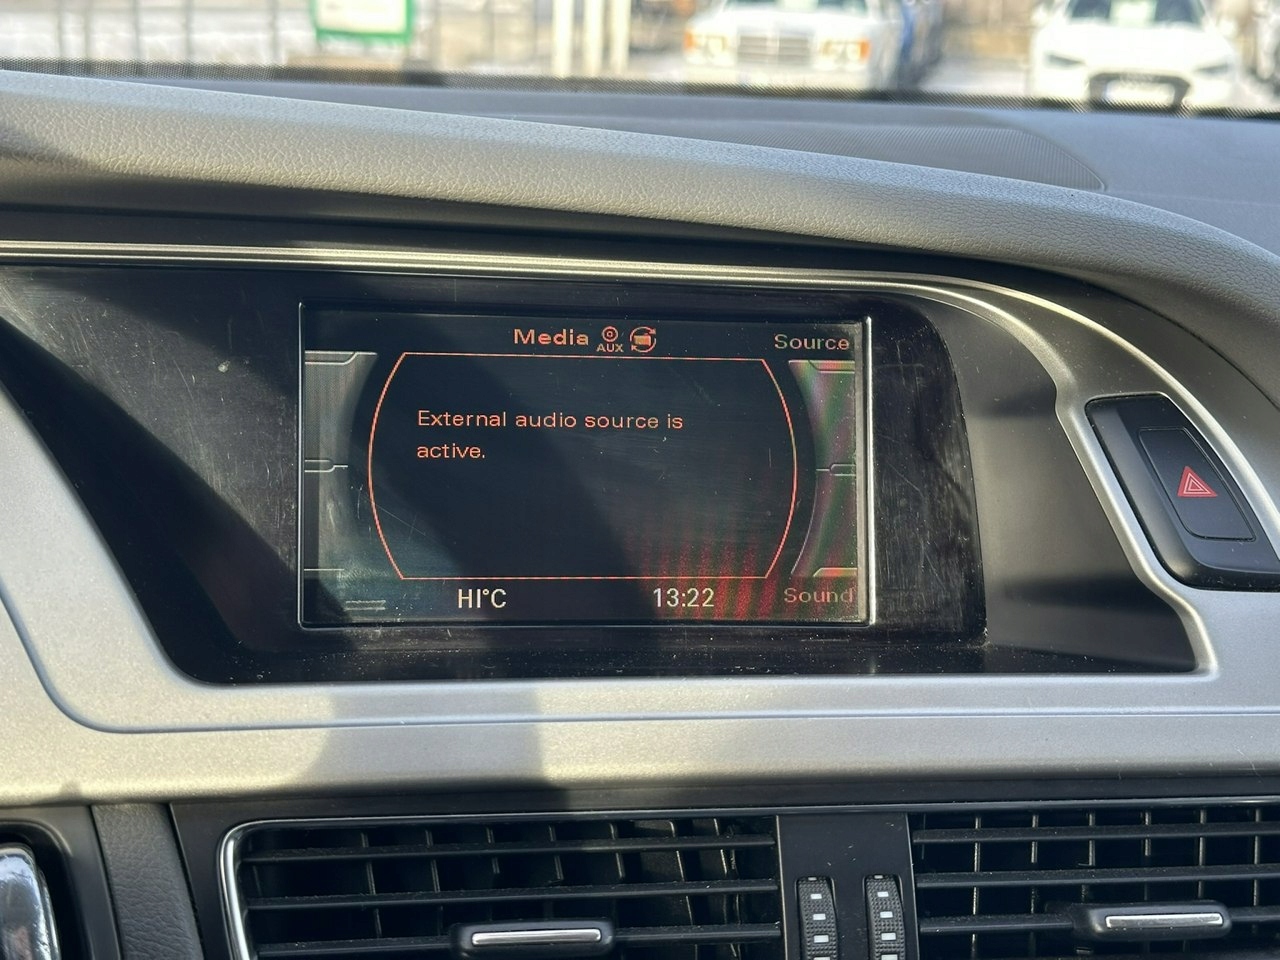 Media AUX Source
External audio source is
active.
HI°C 13:22 Sound